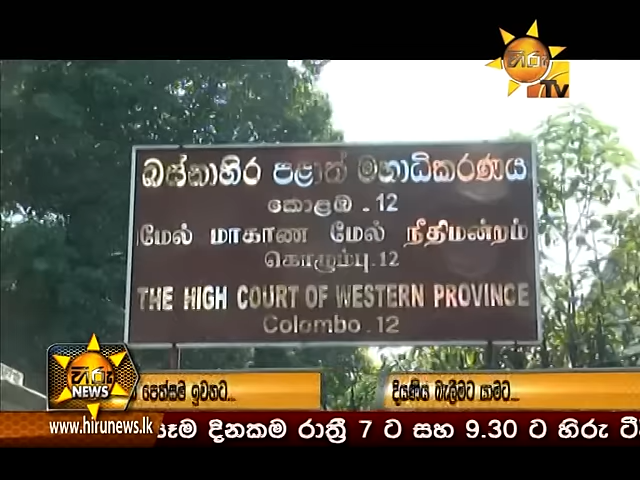 හිරු
TV
බස්නාහිර පළාත් මහාධිකරණය
කොළඹ - 12
மேல் மாகாண மேல் நீதிமன்றம்
கொழும்பு. 12
THE HIGH COURT OF WESTERN PROVINCE
Colombo . 12
හිරු
NEWS
පෙත්සම ඉවතට... දියණිය බැලීමට යාමට...
www.hirunews.lk සෑම දිනකම රාත්‍රී 7 ට සහ 9.30 ට හිරු